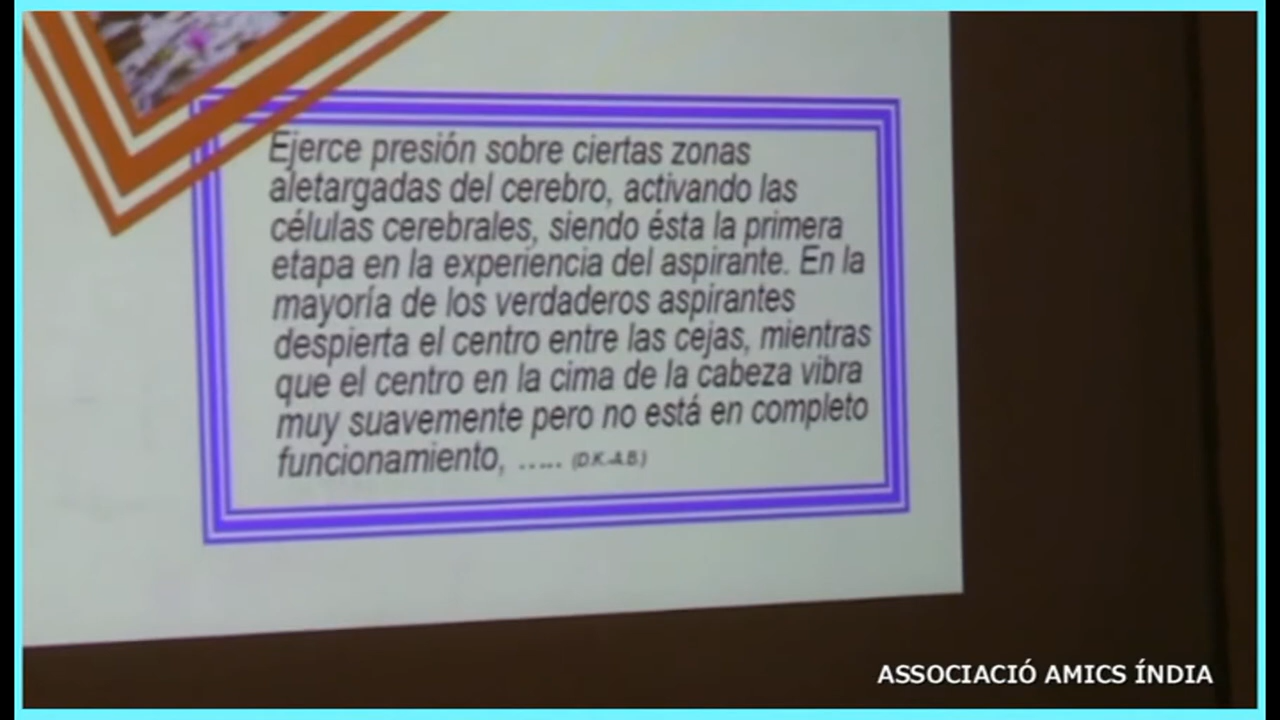 Ejerce presión sobre ciertas zonas
aletargadas del cerebro, activando las
células cerebrales, siendo ésta la primera
etapa en la experiencia del aspirante. En la
mayoría de los verdaderos aspirantes
despierta el centro entre las cejas, mientras
que el centro en la cima de la cabeza vibra
muy suavemente pero no está en completo
funcionamiento, ..... (D.K.-A.B.)
ASSOCIACIÓ AMICS ÍNDIA